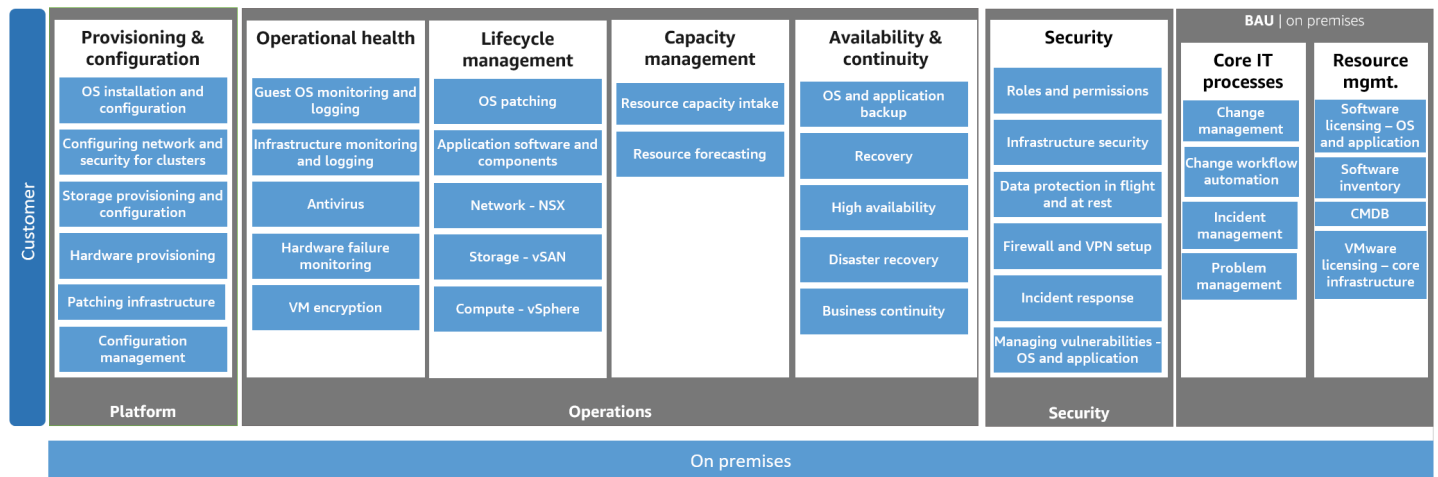 Customer
Provisioning &
configuration
OS installation and
configuration
Configuring network and
security for clusters
Storage provisioning and
configuration
Hardware provisioning
Patching infrastructure
Configuration
management
Platform
Operational health
Guest OS monitoring and
logging
Infrastructure monitoring
and logging
Antivirus
Hardware failure
monitoring
VM encryption
Lifecycle
management
OS patching
Application software and
components
Network - NSX
Storage - vSAN
Compute - vSphere
Capacity
management
Resource capacity intake
Resource forecasting
Availability &
continuity
OS and application
backup
Recovery
High availability
Disaster recovery
Business continuity
Operations
Security
Roles and permissions
Infrastructure security
Data protection in flight
and at rest
Firewall and VPN setup
Incident response
Managing vulnerabilities -
OS and application
Security
BAU | on premises
Core IT
processes
Change
management
Change workflow
automation
Incident
management
Problem
management
Resource
mgmt.
Software
licensing – OS
and application
Software
inventory
CMDB
VMware
licensing – core
infrastructure
On premises